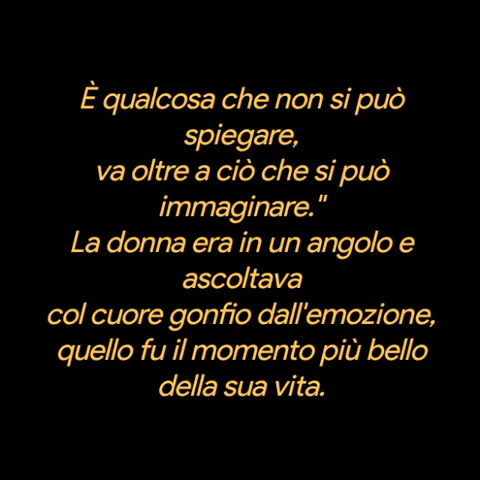 È qualcosa che non si può
spiegare,
va oltre a ciò che si può
immaginare."
La donna era in un angolo e
ascoltava
col cuore gonfio dall'emozione,
quello fu il momento più bello
della sua vita.